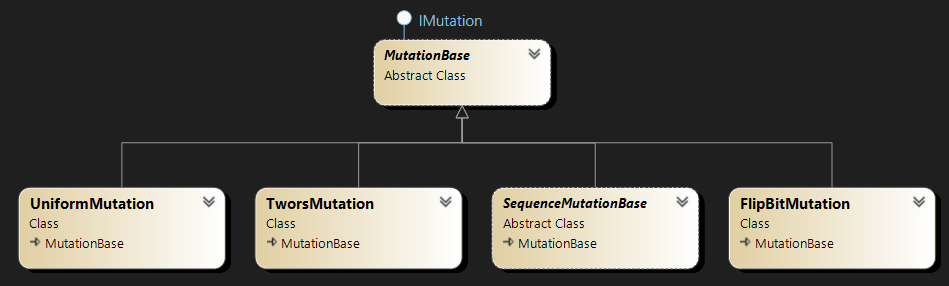 IMutation
MutationBase
Abstract Class
UniformMutation
Class
MutationBase
TworsMutation
Class
MutationBase
SequenceMutationBase
Abstract Class
MutationBase
FlipBitMutation
Class
MutationBase